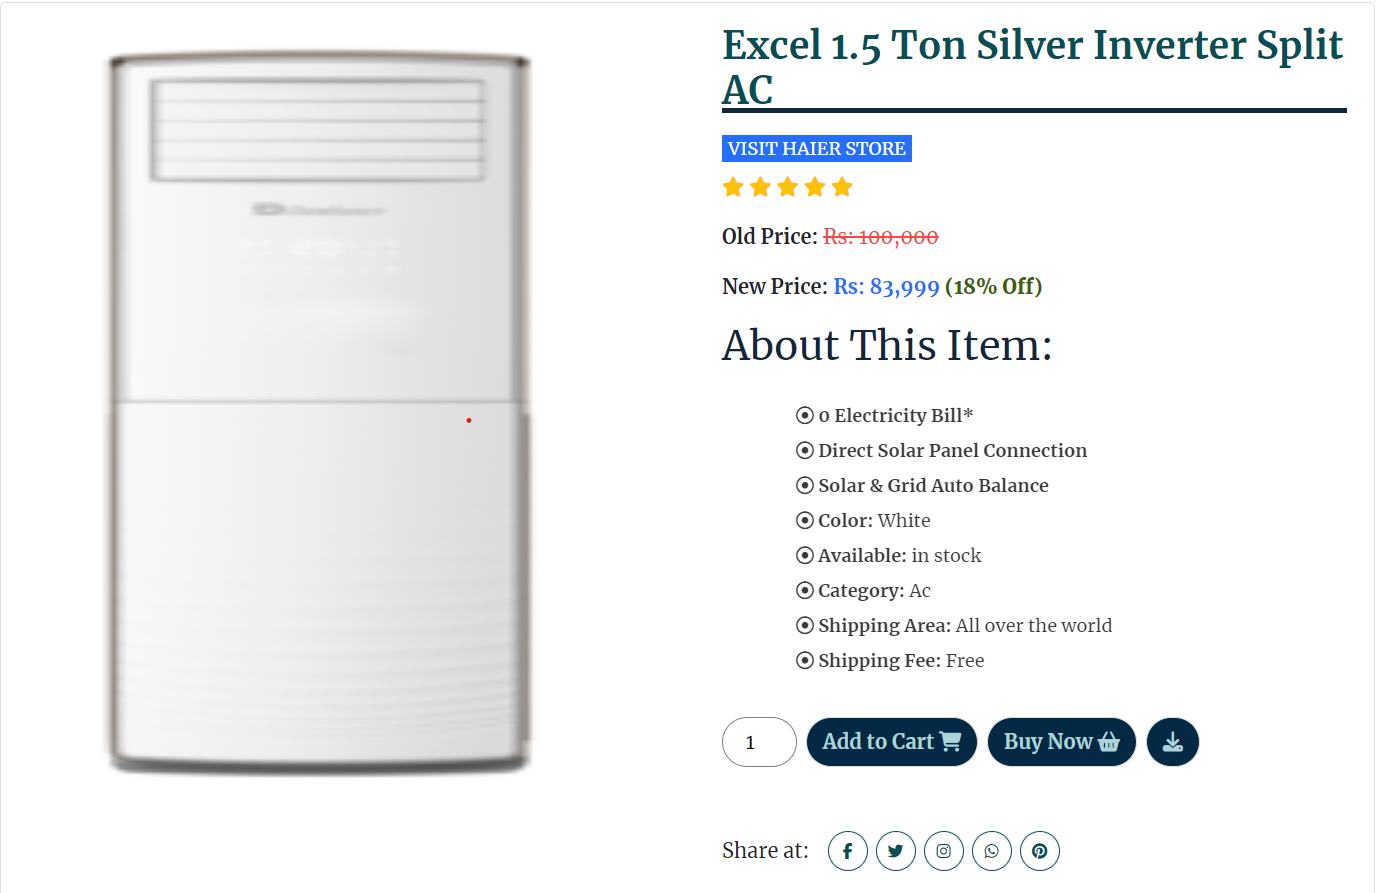 Excel 1.5 Ton Silver Inverter Split
AC
VISIT HAIER STORE
Old Price: Rs: 100,000
New Price: Rs: 83,999 (18% Off)
About This Item:
0 Electricity Bill*
Direct Solar Panel Connection
Solar & Grid Auto Balance
Color: White
Available: in stock
Category: Ac
Shipping Area: All over the world
Shipping Fee: Free
1
Add to Cart
Buy Now
Share at: